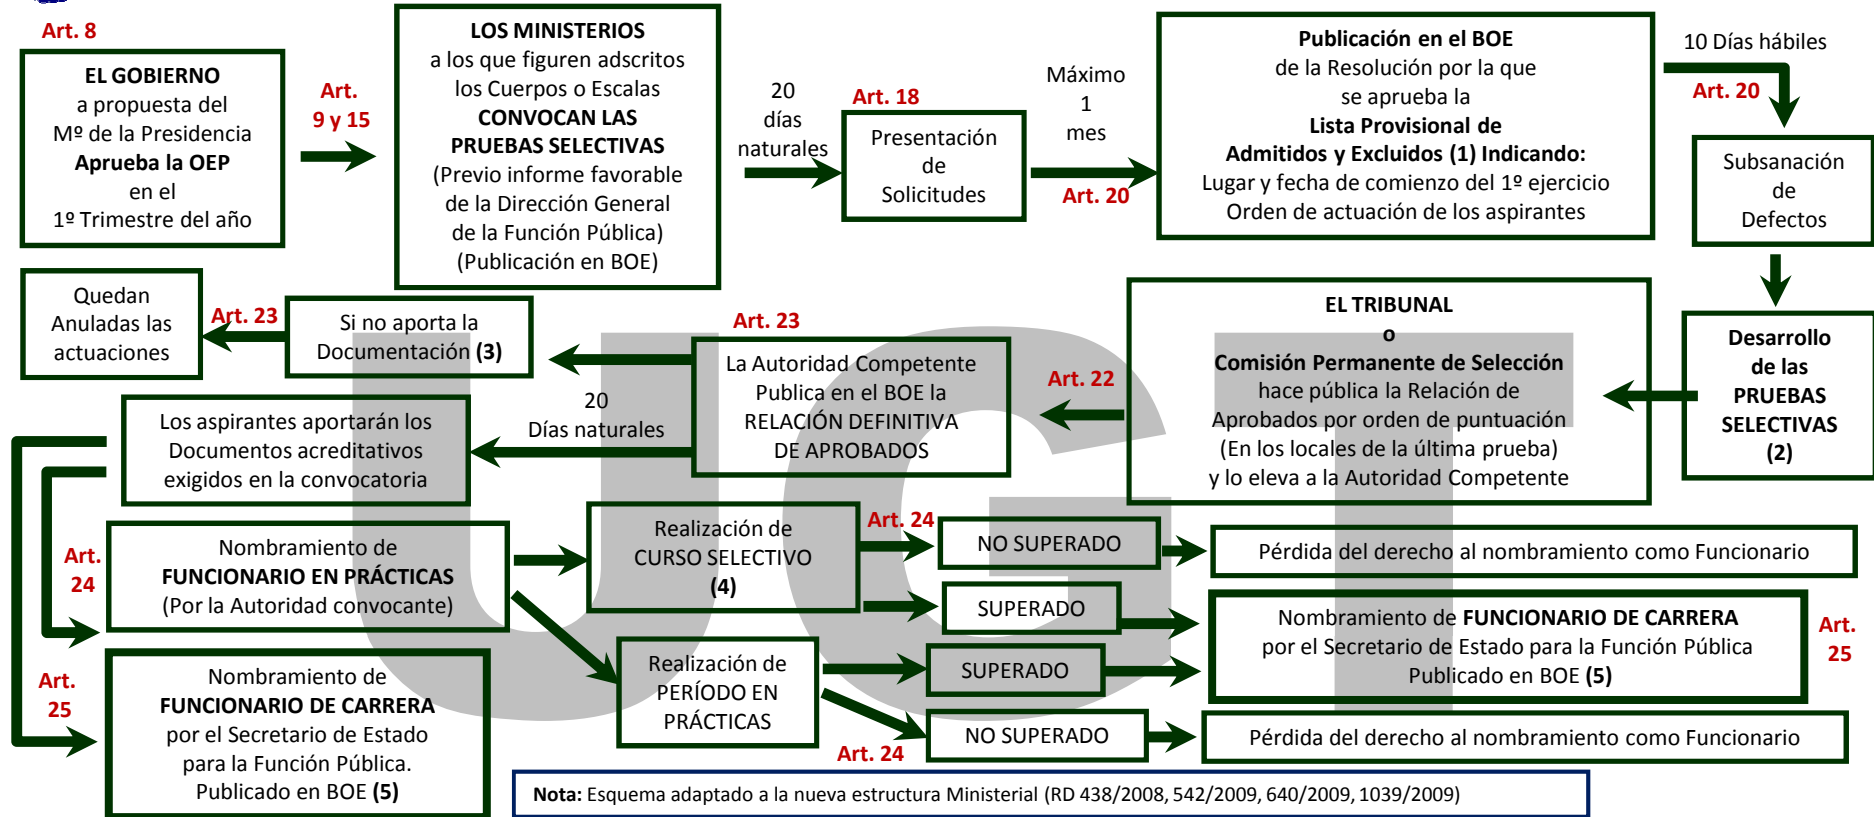 Art. 8
EL GOBIERNO
a propuesta del
Mº de la Presidencia
Aprueba la OEP
en el
1º Trimestre del año
Art.
9 y 15
LOS MINISTERIOS
a los que figuren adscritos
los Cuerpos o Escalas
CONVOCAN LAS
PRUEBAS SELECTIVAS
(Previo informe favorable
de la Dirección General
de la Función Pública)
(Publicación en BOE)
20
días
naturales
Art. 18
Presentación
de
Solicitudes
Máximo
1
mes
Art. 20
Publicación en el BOE
de la Resolución por la que
se aprueba la
Lista Provisional de
Admitidos y Excluidos (1) Indicando:
Lugar y fecha de comienzo del 1º ejercicio
Orden de actuación de los aspirantes
10 Días hábiles
Art. 20
Subsanación
de
Defectos
Desarrollo
de las
PRUEBAS
SELECTIVAS
(2)
EL TRIBUNAL
o
Comisión Permanente de Selección
hace pública la Relación de
Aprobados por orden de puntuación
(En los locales de la última prueba)
y lo eleva a la Autoridad Competente
Art. 22
Art. 23
La Autoridad Competente
Publica en el BOE la
RELACIÓN DEFINITIVA
DE APROBADOS
Si no aporta la
Documentación (3)
Art. 23
Quedan
Anuladas las
actuaciones
20
Días naturales
Los aspirantes aportarán los
Documentos acreditativos
exigidos en la convocatoria
Art.
24
Nombramiento de
FUNCIONARIO EN PRÁCTICAS
(Por la Autoridad convocante)
Realización de
CURSO SELECTIVO
(4)
Art. 24
NO SUPERADO
Pérdida del derecho al nombramiento como Funcionario
SUPERADO
Nombramiento de FUNCIONARIO DE CARRERA
por el Secretario de Estado para la Función Pública
Publicado en BOE (5)
Art.
25
Realización de
PERÍODO EN
PRÁCTICAS
SUPERADO
Art. 24
NO SUPERADO
Pérdida del derecho al nombramiento como Funcionario
Art.
25
Nombramiento de
FUNCIONARIO DE CARRERA
por el Secretario de Estado
para la Función Pública.
Publicado en BOE (5)
Nota: Esquema adaptado a la nueva estructura Ministerial (RD 438/2008, 542/2009, 640/2009, 1039/2009)
UGT